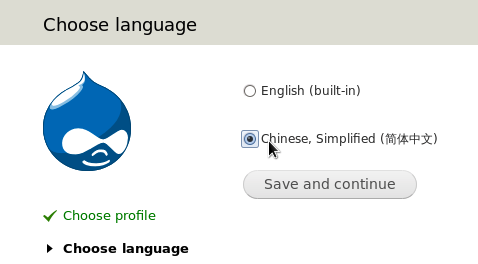 Choose language
English (built-in)
Chinese, Simplified (简体中文)
Save and continue
Choose profile
Choose language